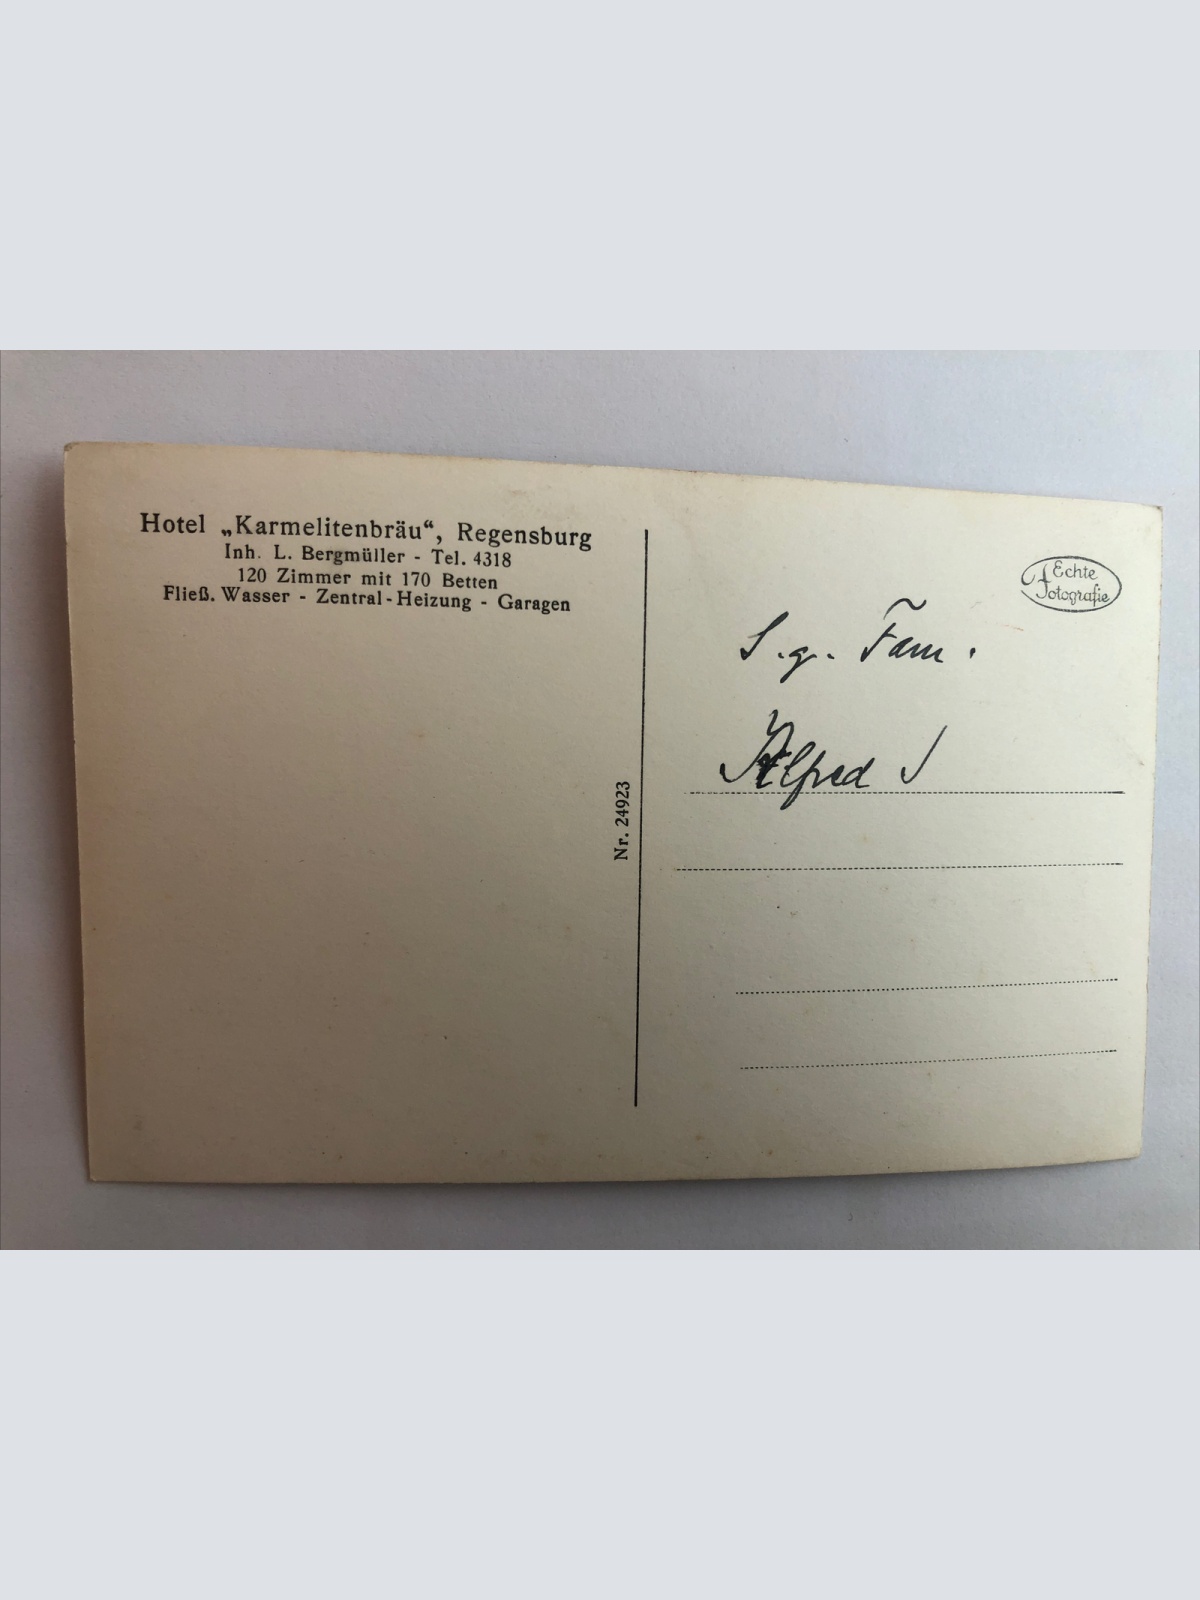 Hotel „Karmelitenbräu“, Regensburg
Inh. L. Bergmüller - Tel. 4318
120 Zimmer mit 170 Betten
Fließ. Wasser - Zentral-Heizung - Garagen
Nr. 24923
Echte
Fotografie
S. g. Fam.
Alfred